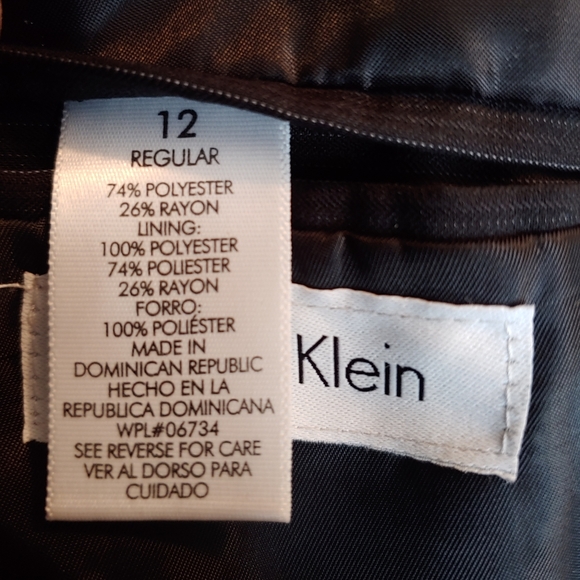 12
REGULAR
74% POLYESTER
26% RAYON
LINING:
100% POLYESTER
74% POLIESTER
26% RAYON
FORRO:
100% POLIÉSTER
MADE IN
DOMINICAN REPUBLIC
HECHO EN LA
REPUBLICA DOMINICANA
WPL#06734
SEE REVERSE FOR CARE
VER AL DORSO PARA
CUIDADO
Klein